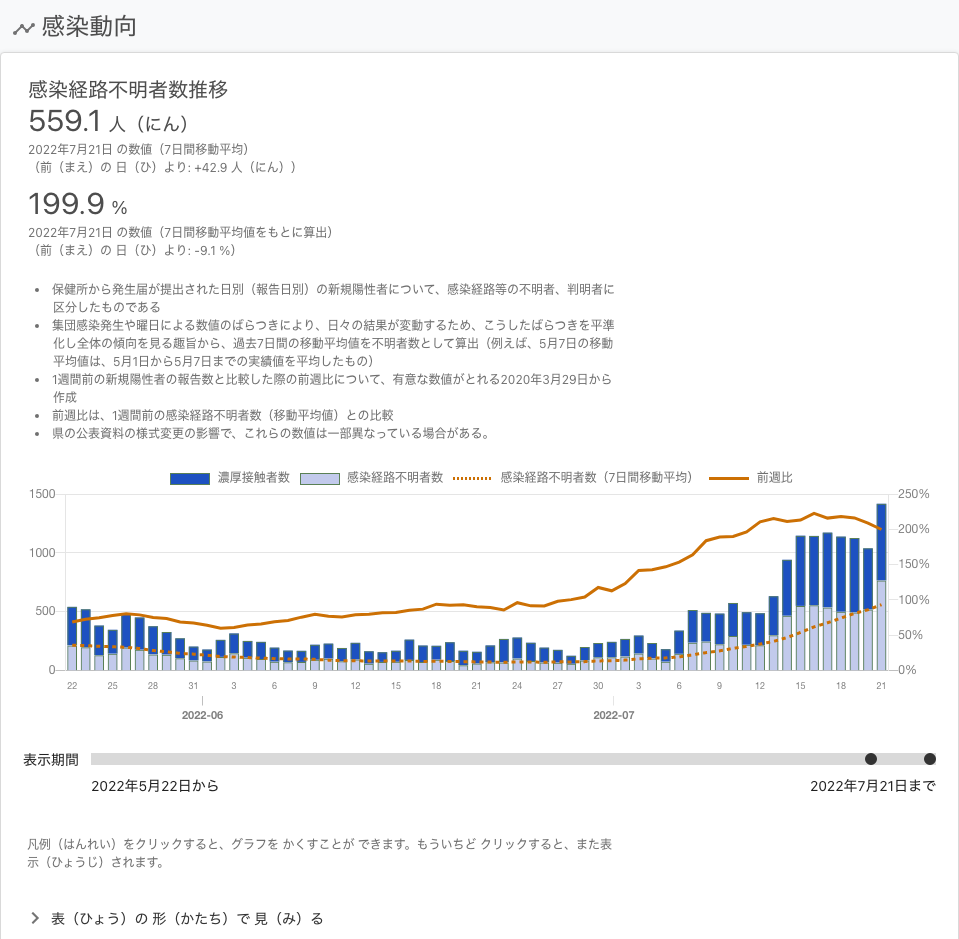 感染動向
感染経路不明者数推移
559.1 人（にん）
2022年7月21日 の数値（7日間移動平均）
（前（まえ）の 日（ひ）より: +42.9 人（にん））
199.9 %
2022年7月21日 の数値（7日間移動平均値をもとに算出）
（前（まえ）の 日（ひ）より: -9.1 %）
• 保健所から発生届が提出された日別（報告日別）の新規陽性者について、感染経路等の不明者、判明者に
区分したものである
• 集団感染発生や曜日による数値のばらつきにより、日々の結果が変動するため、こうしたばらつきを平準
化し全体の傾向を見る趣旨から、過去7日間の移動平均値を不明者数として算出（例えば、5月7日の移動
平均値は、5月1日から5月7日までの実績値を平均したもの）
• 1週間前の新規陽性者の報告数と比較した際の前週比について、有意な数値がとれる2020年3月29日から
作成
• 前週比は、1週間前の感染経路不明者数（移動平均値）との比較
• 県の公表資料の様式変更の影響で、これらの数値は一部異なっている場合がある。
濃厚接触者数 感染経路不明者数 感染経路不明者数（7日間移動平均） 前週比
1500 250%
200%
1000 150%
500 100%
50%
0 0%
22 25 28 31 3 6 9 12 15 18 21 24 27 30 3 6 9 12 15 18 21
2022-06 2022-07
表示期間
2022年5月22日から 2022年7月21日まで
凡例（はんれい）をクリックすると、グラフを かくすことが できます。もういちど クリックすると、また表
示（ひょうじ）されます。
表（ひょう）の 形（かたち）で 見（み）る